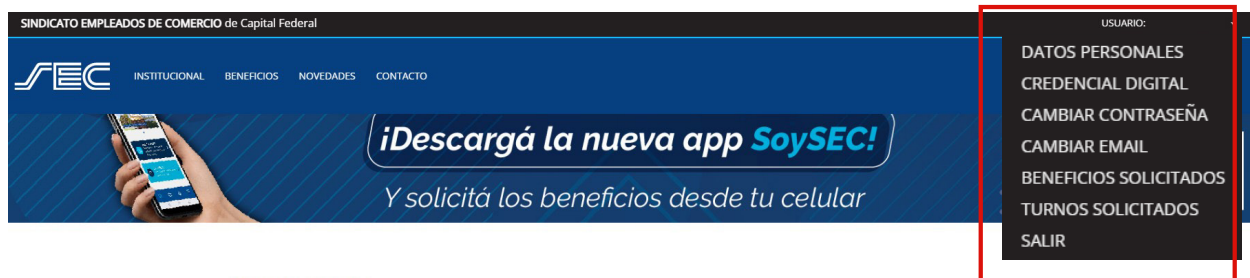 SINDICATO EMPLEADOS DE COMERCIO de Capital Federal
USUARIO:
SEC
INSTITUCIONAL BENEFICIOS NOVEDADES CONTACTO
¡Descargá la nueva app SoySEC!
Y solicitá los beneficios desde tu celular
DATOS PERSONALES
CREDENCIAL DIGITAL
CAMBIAR CONTRASEÑA
CAMBIAR EMAIL
BENEFICIOS SOLICITADOS
TURNOS SOLICITADOS
SALIR